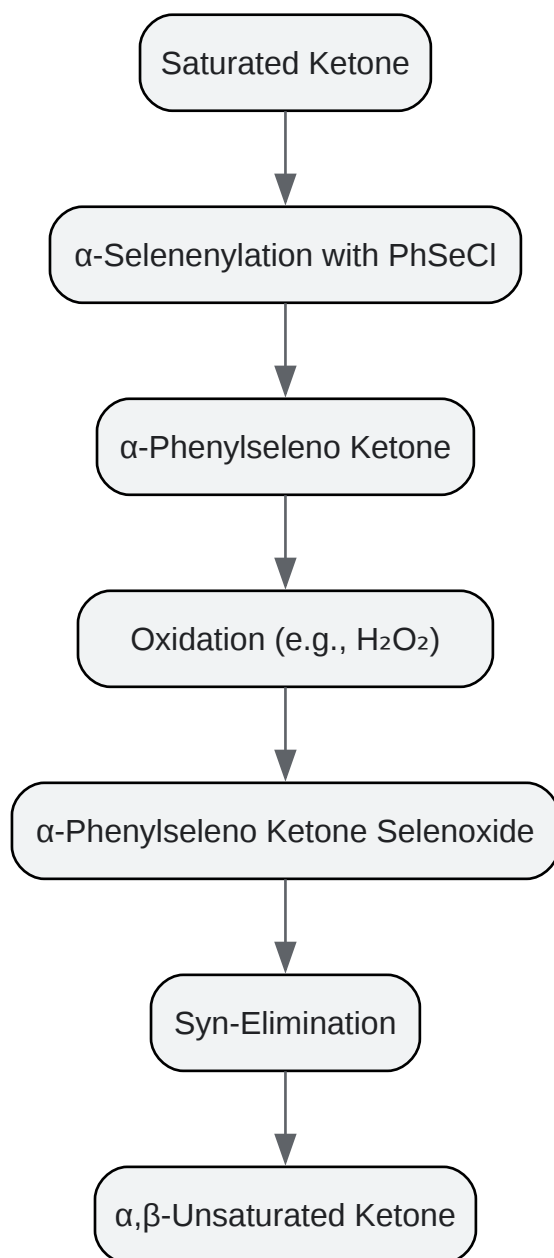 Saturated Ketone
α-Selenenylation with PhSeCl
α-Phenylseleno Ketone
Oxidation (e.g., H₂O₂)
α-Phenylseleno Ketone Selenoxide
Syn-Elimination
α,β-Unsaturated Ketone